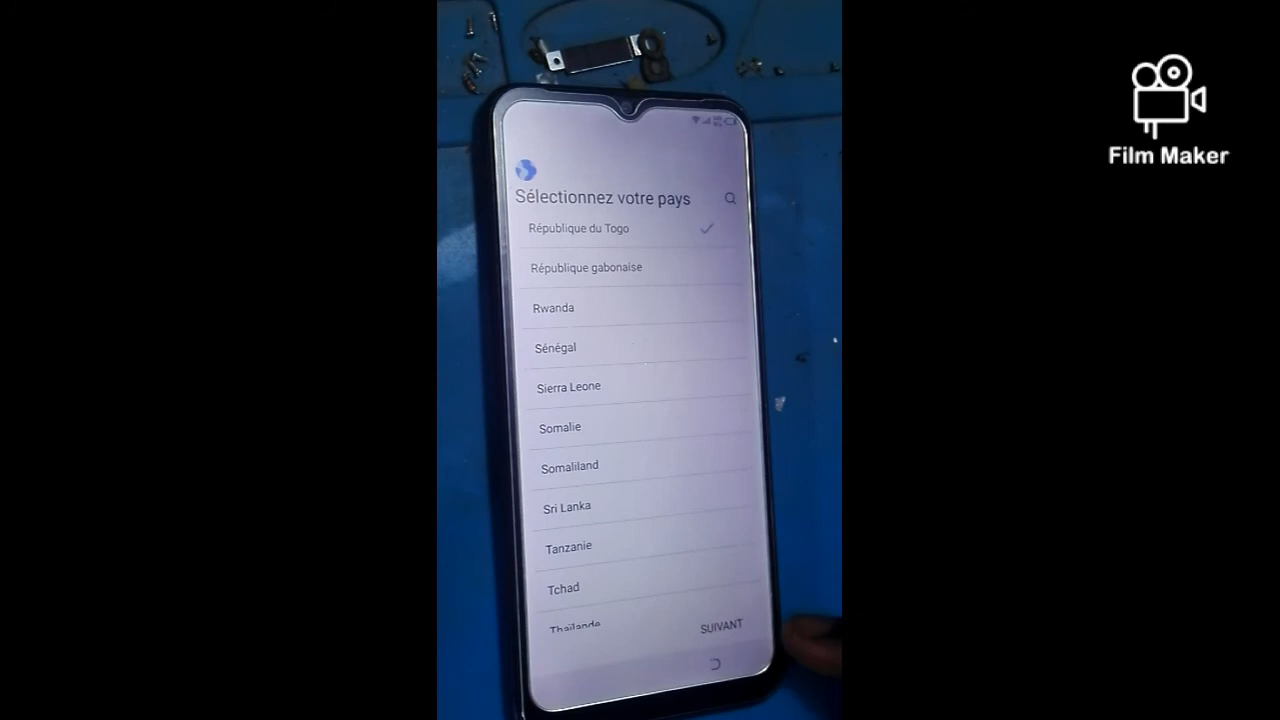 Sélectionnez votre pays
République du Togo
République gabonaise
Rwanda
Sénégal
Sierra Leone
Somalie
Somaliland
Sri Lanka
Tanzanie
Tchad
Thaïlande
SUIVANT
Film Maker